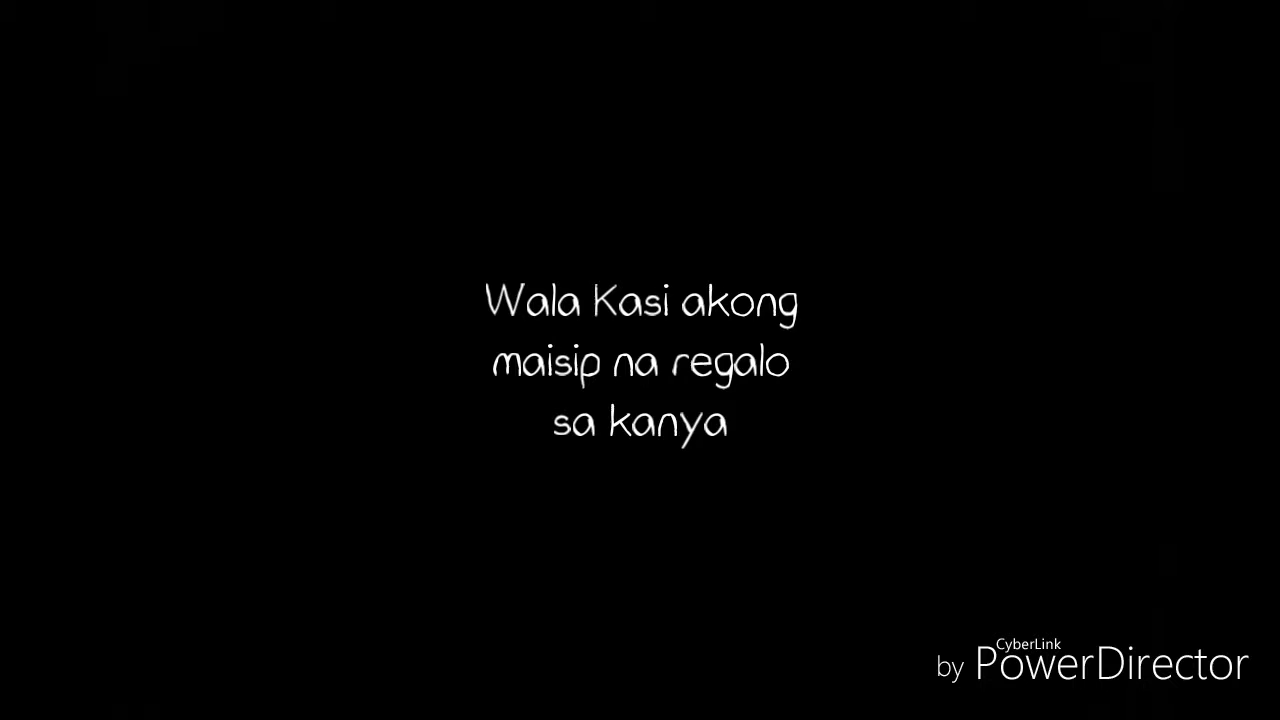 Wala Kasi akong
maisip na regalo
sa kanya
CyberLink
by PowerDirector